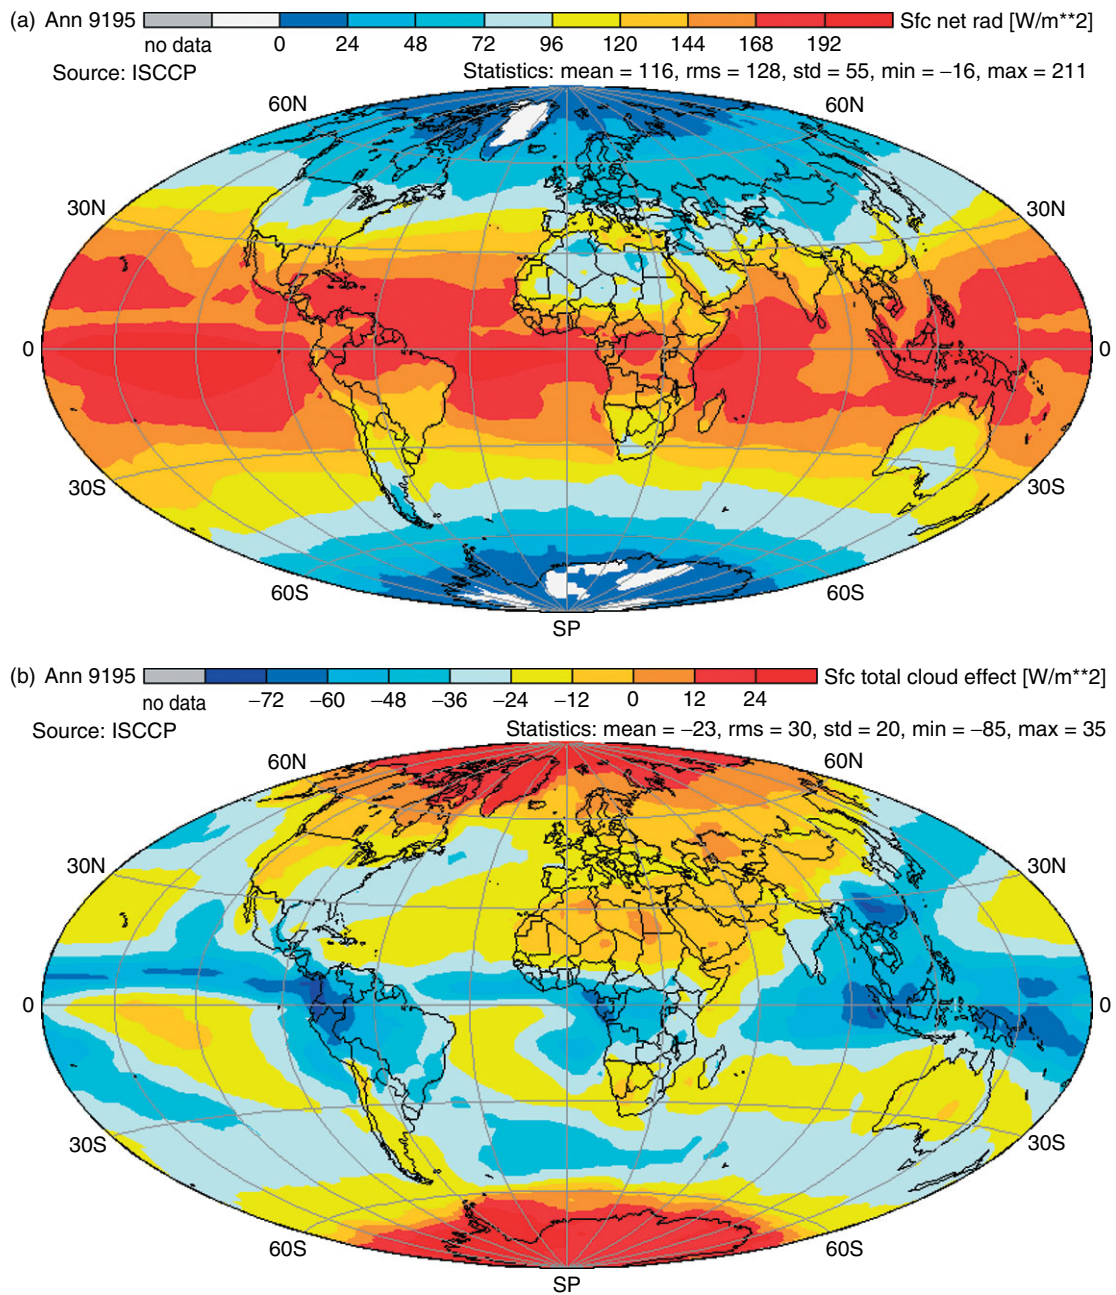 (a) Ann 9195 Sfc net rad [W/m**2]
no data 0 24 48 72 96 120 144 168 192
Source: ISCCP Statistics: mean = 116, rms = 128, std = 55, min = −16, max = 211
60N 60N
30N 30N
0 0
30S 30S
60S 60S
SP
(b) Ann 9195 Sfc total cloud effect [W/m**2]
no data −72 −60 −48 −36 −24 −12 0 12 24
Source: ISCCP Statistics: mean = −23, rms = 30, std = 20, min = −85, max = 35
60N 60N
30N 30N
0 0
30S 30S
60S 60S
SP